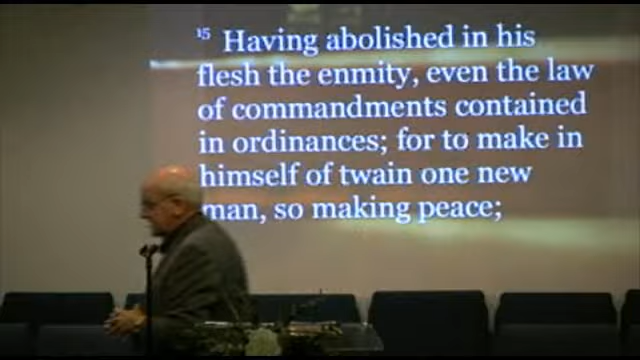 15 Having abolished in his
flesh the enmity, even the law
of commandments contained
in ordinances; for to make in
himself of twain one new
man, so making peace;